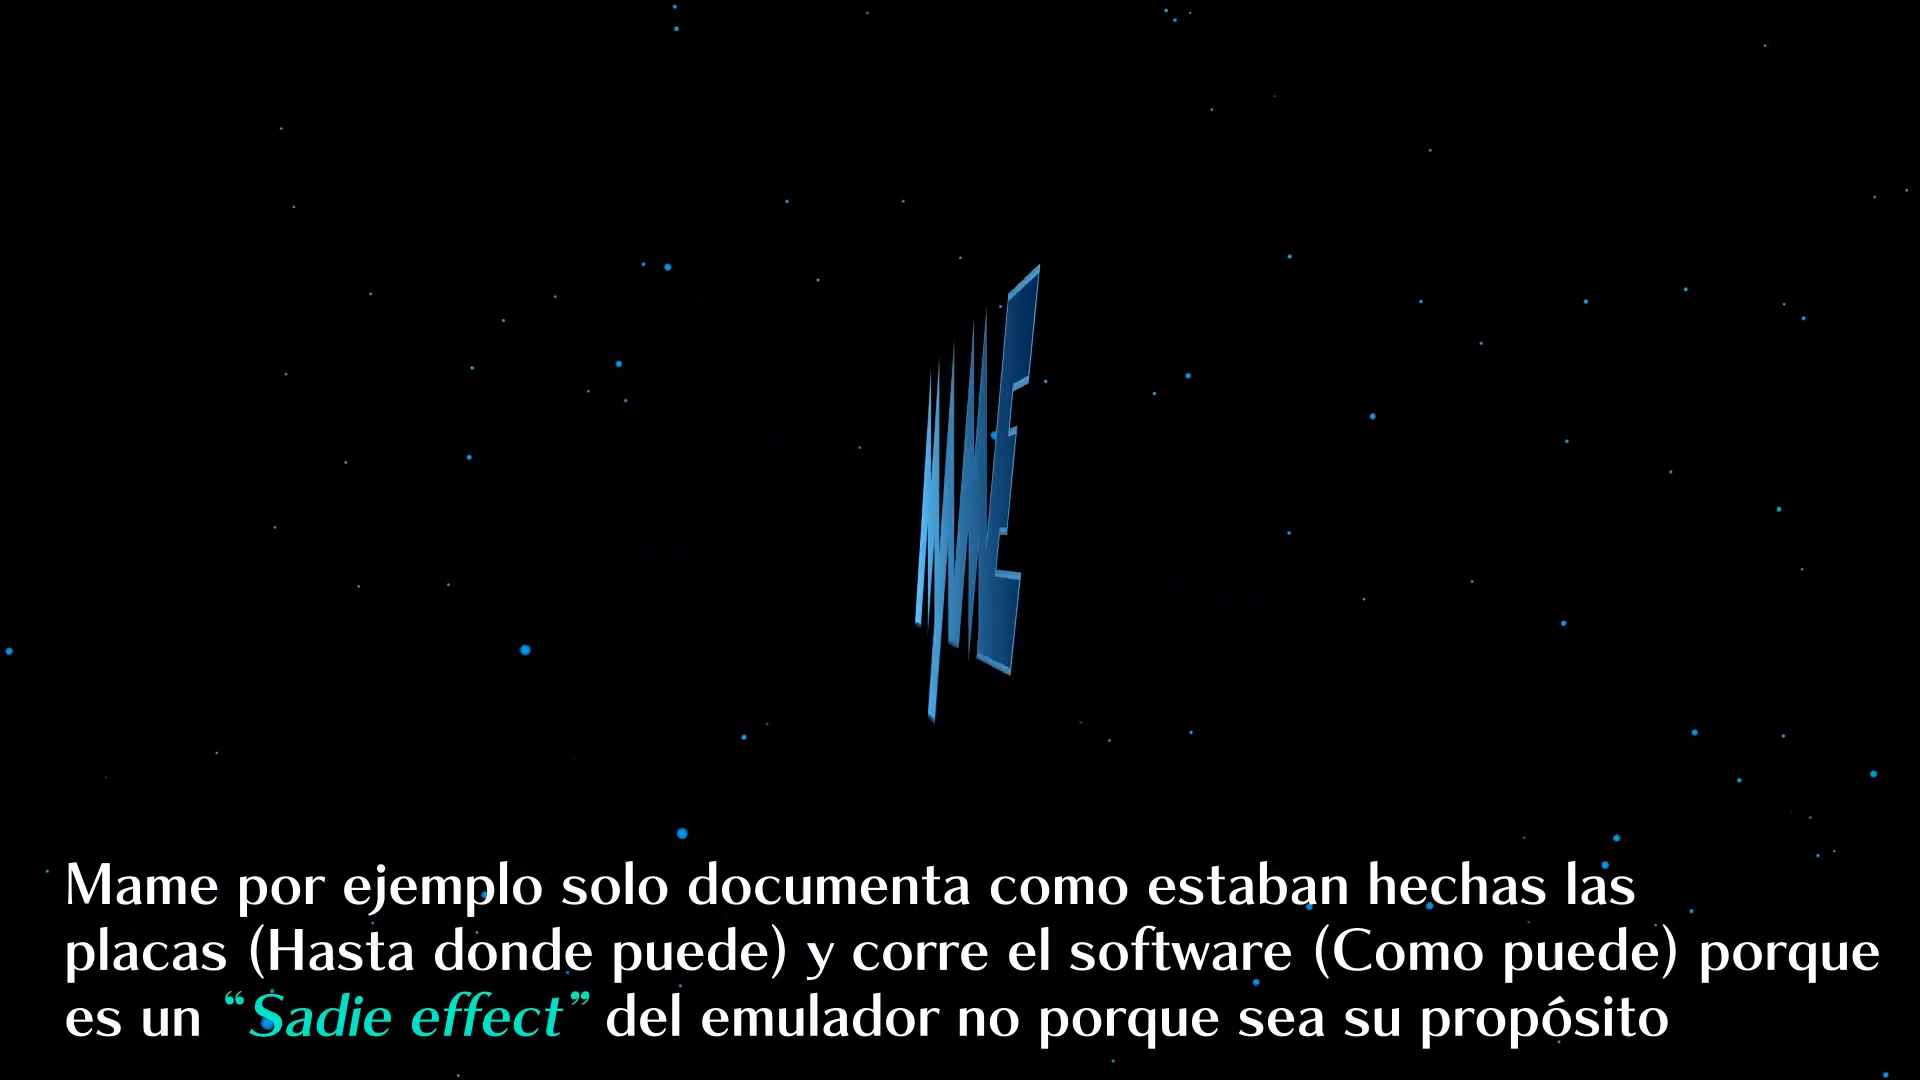 MAME
Mame por ejemplo solo documenta como estaban hechas las
placas (Hasta donde puede) y corre el software (Como puede) porque
es un “Sadie effect” del emulador no porque sea su propósito